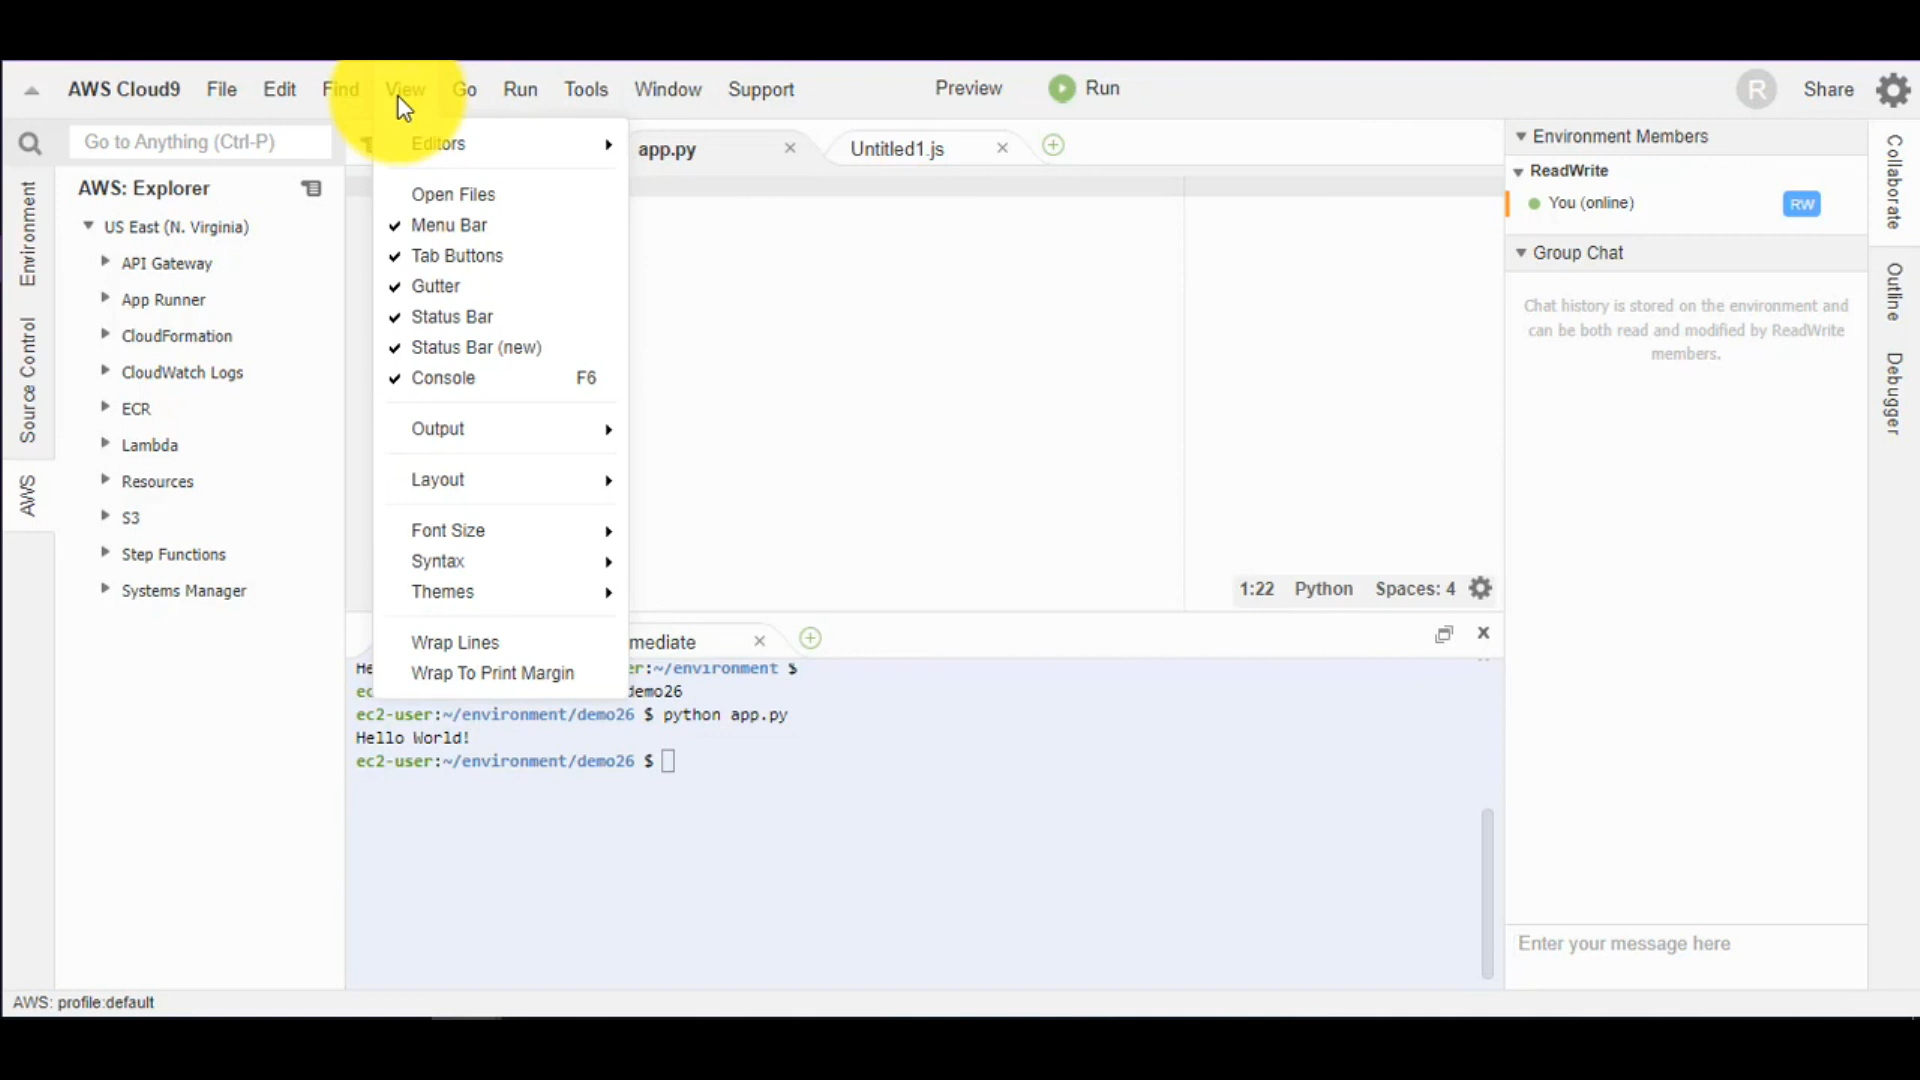 AWS Cloud9 File Edit Find View Go Run Tools Window Support Preview Run R Share
Go to Anything (Ctrl-P)
app.py
Untitled1.js
AWS: Explorer
US East (N. Virginia)
API Gateway
App Runner
CloudFormation
CloudWatch Logs
ECR
Lambda
Resources
S3
Step Functions
Systems Manager
Environment
Source Control
AWS
Editors
Open Files
Menu Bar
Tab Buttons
Gutter
Status Bar
Status Bar (new)
Console F6
Output
Layout
Font Size
Syntax
Themes
Wrap Lines
Wrap To Print Margin
1:22 Python Spaces: 4
mediate
He er:~/environment $
ec demo26
ec2-user:~/environment/demo26 $ python app.py
Hello World!
ec2-user:~/environment/demo26 $
Environment Members
ReadWrite
You (online) RW
Group Chat
Chat history is stored on the environment and
can be both read and modified by ReadWrite
members.
Enter your message here
Collaborate
Outline
Debugger
AWS: profile:default